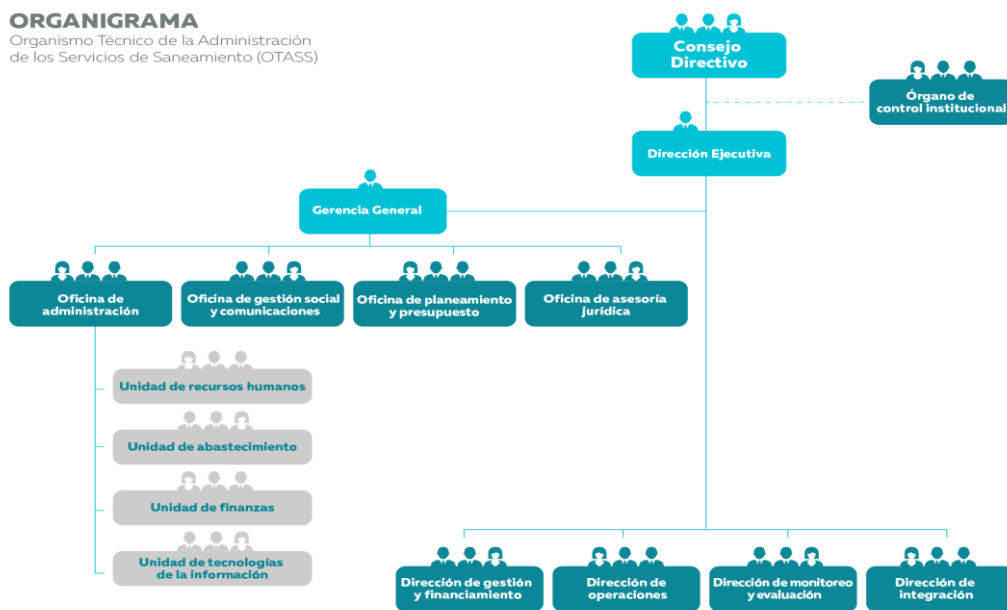 ORGANIGRAMA
Organismo Técnico de la Administración
de los Servicios de Saneamiento (OTASS)
Consejo
Directivo
Órgano de
control institucional
Dirección Ejecutiva
Gerencia General
Oficina de
administración
Oficina de gestión social
y comunicaciones
Oficina de planeamiento
y presupuesto
Oficina de asesoría
jurídica
Unidad de recursos humanos
Unidad de abastecimiento
Unidad de finanzas
Unidad de tecnologías
de la información
Dirección de gestión
y financiamiento
Dirección de
operaciones
Dirección de monitoreo
y evaluación
Dirección de
integración